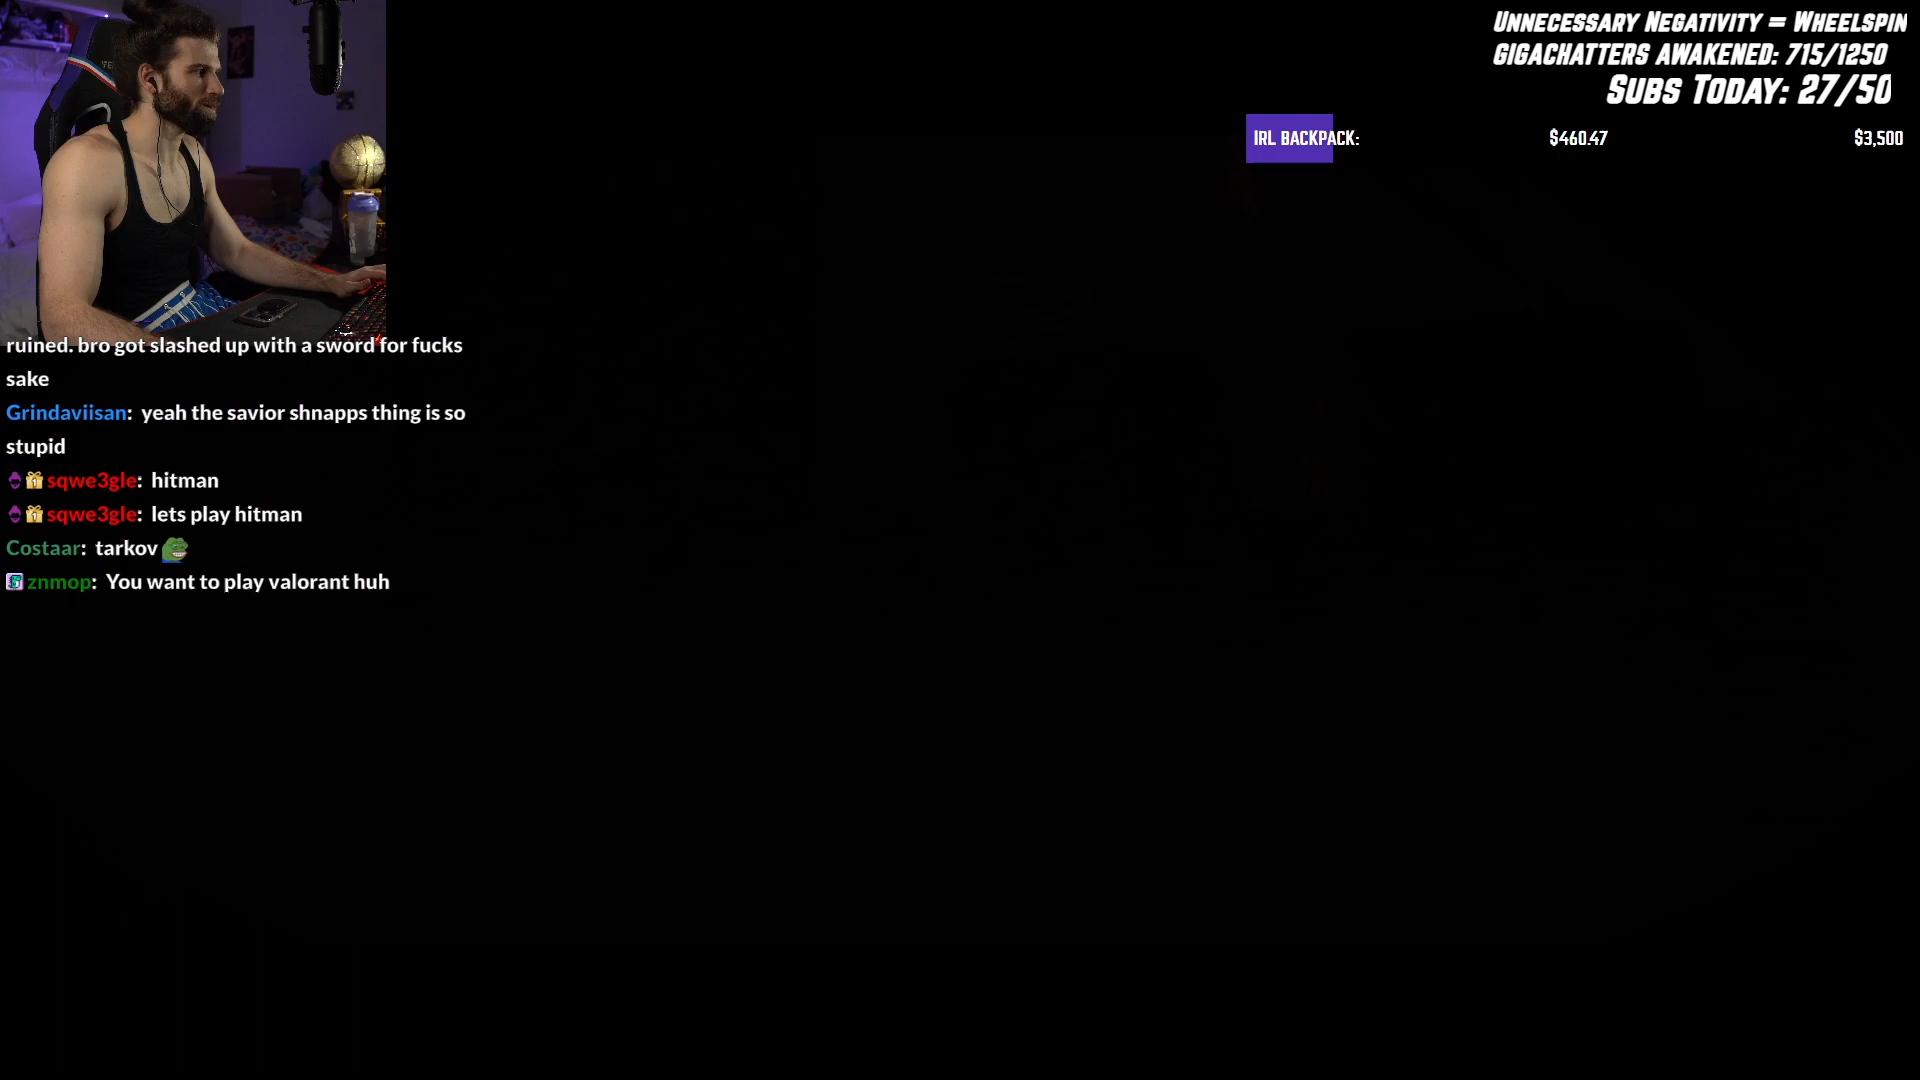 UNNECESSARY NEGATIVITY = WHEELSPIN
GIGACHATTERS AWAKENED: 715/1250
SUBS TODAY: 27/50
IRL BACKPACK: $460.47 $3,500
ruined. bro got slashed up with a sword for fucks
sake
Grindaviisan: yeah the savior shnapps thing is so
stupid
sqwe3gle: hitman
sqwe3gle: lets play hitman
Costaar: tarkov
znmop: You want to play valorant huh